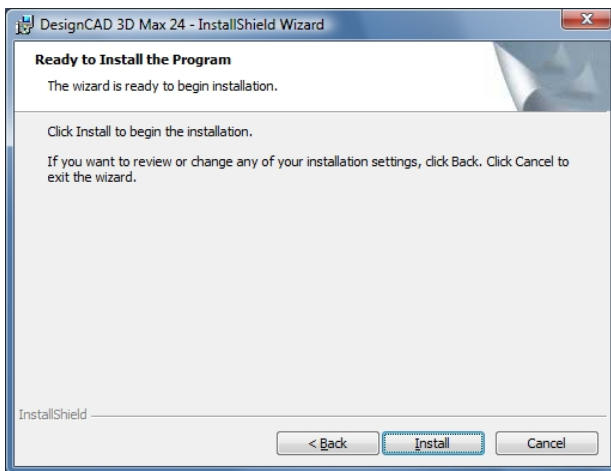 DesignCAD 3D Max 24 - InstallShield Wizard
Ready to Install the Program
The wizard is ready to begin installation.
Click Install to begin the installation.
If you want to review or change any of your installation settings, click Back. Click Cancel to
exit the wizard.
InstallShield
< Back
Install
Cancel